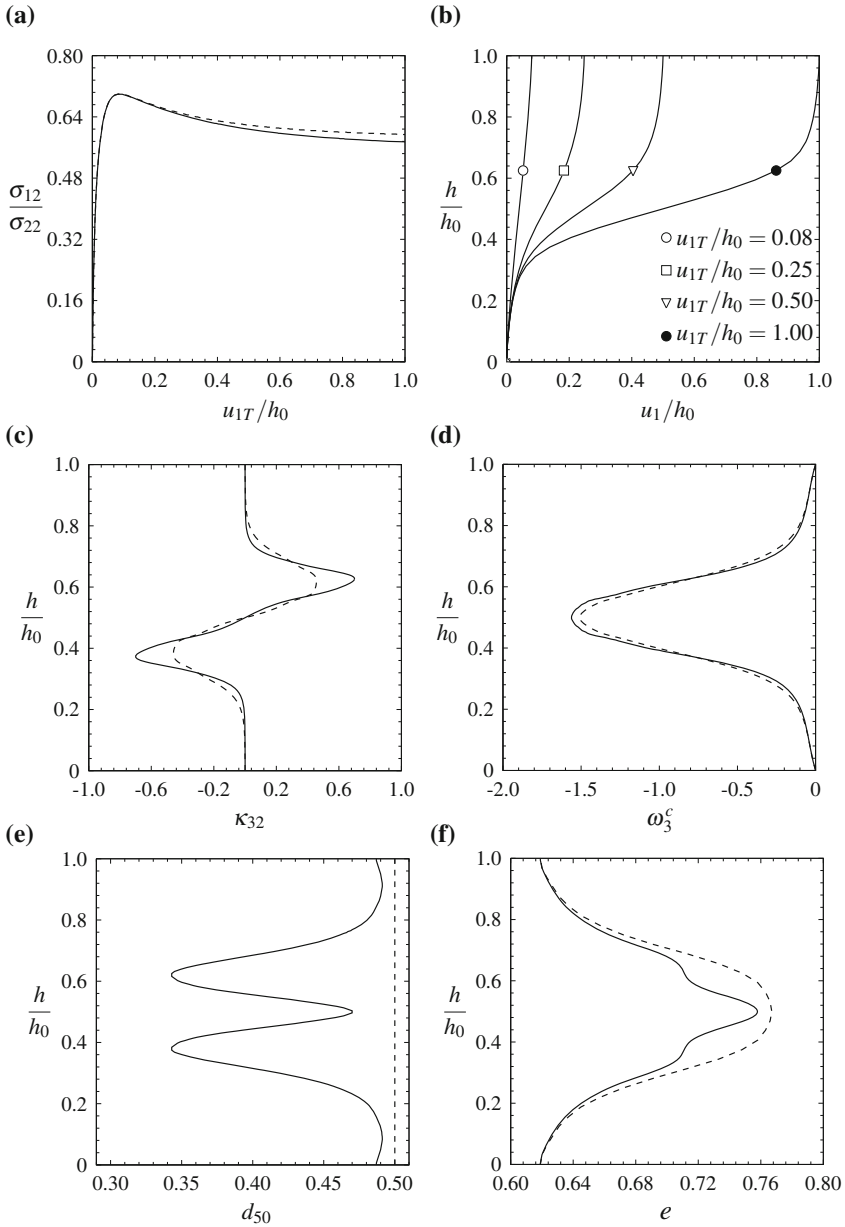 (a)
0.80
0.64
0.48
0.32
0.16
0
σ₁₂/σ₂₂
0 0.2 0.4 0.6 0.8 1.0
u₁T/h₀
(b)
1.0
0.8
0.6
0.4
0.2
0
h/h₀
u₁T/h₀ = 0.08
u₁T/h₀ = 0.25
u₁T/h₀ = 0.50
u₁T/h₀ = 1.00
0 0.2 0.4 0.6 0.8 1.0
u₁/h₀
(c)
1.0
0.8
0.6
0.4
0.2
0
h/h₀
-1.0 -0.6 -0.2 0.2 0.6 1.0
κ₃₂
(d)
1.0
0.8
0.6
0.4
0.2
0
h/h₀
-2.0 -1.5 -1.0 -0.5 0
ω₃ᶜ
(e)
1.0
0.8
0.6
0.4
0.2
0
h/h₀
0.30 0.35 0.40 0.45 0.50
d₅₀
(f)
1.0
0.8
0.6
0.4
0.2
0
h/h₀
0.60 0.64 0.68 0.72 0.76 0.80
e